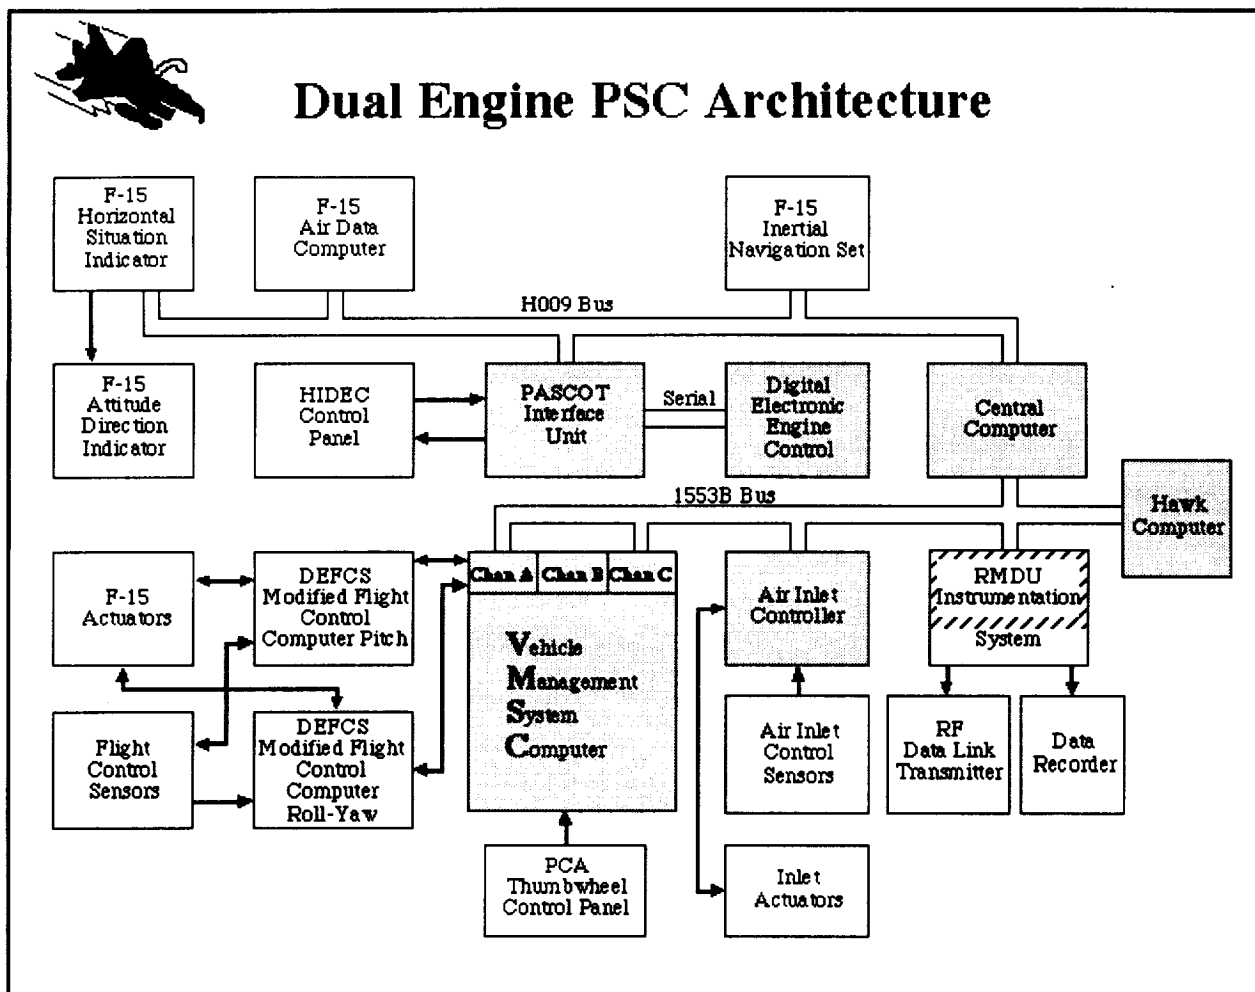 Dual Engine PSC Architecture
F-15
Horizontal
Situation
Indicator
F-15
Air Data
Computer
F-15
Inertial
Navigation Set
H009 Bus
F-15
Attitude
Direction
Indicator
HIDEC
Control
Panel
PASCOT
Interface
Unit
Serial
Digital
Electronic
Engine
Control
Central
Computer
1553B Bus
Hawk
Computer
F-15
Actuators
DEFCS
Modified Flight
Control
Computer Pitch
Chan A
Chan B
Chan C
Vehicle
Management
System
Computer
Air Inlet
Controller
RMDU
Instrumentation
System
Flight
Control
Sensors
DEFCS
Modified Flight
Control
Computer
Roll-Yaw
Air Inlet
Control
Sensors
RF
Data Link
Transmitter
Data
Recorder
PCA
Thumbwheel
Control Panel
Inlet
Actuators